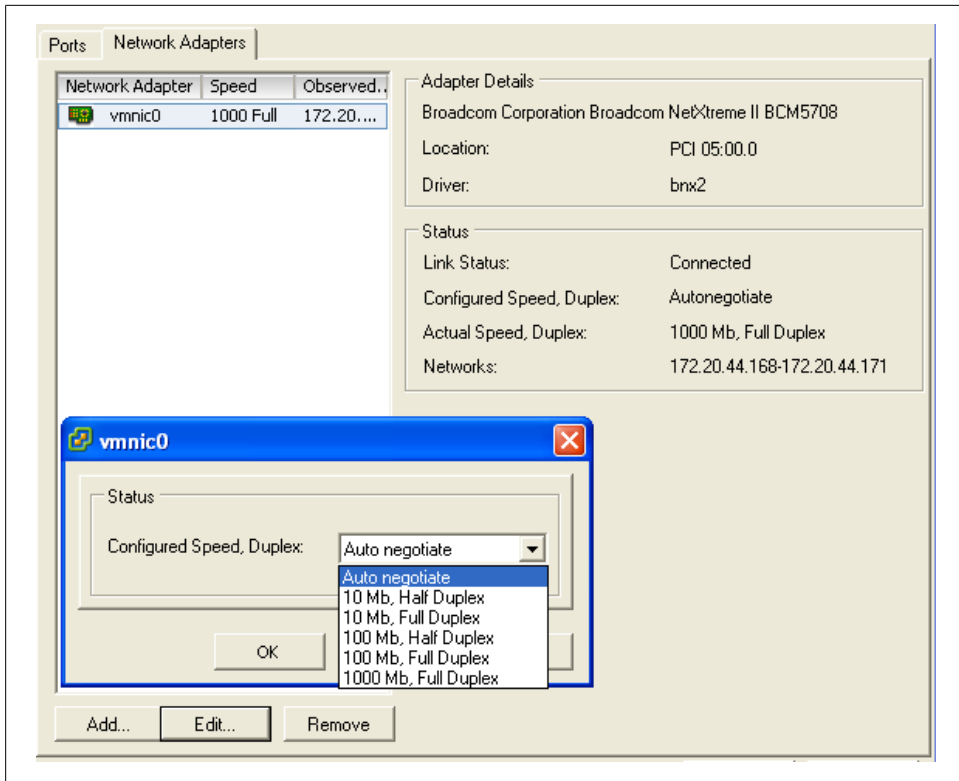 Ports Network Adapters
Network Adapter Speed Observed..
vmnic0 1000 Full 172.20....
Adapter Details
Broadcom Corporation Broadcom NetXtreme II BCM5708
Location: PCI 05:00.0
Driver: bnx2
Status
Link Status: Connected
Configured Speed, Duplex: Autonegotiate
Actual Speed, Duplex: 1000 Mb, Full Duplex
Networks: 172.20.44.168-172.20.44.171
vmnic0
Status
Configured Speed, Duplex: Auto negotiate
Auto negotiate
10 Mb, Half Duplex
10 Mb, Full Duplex
100 Mb, Half Duplex
100 Mb, Full Duplex
1000 Mb, Full Duplex
OK
Add... Edit... Remove